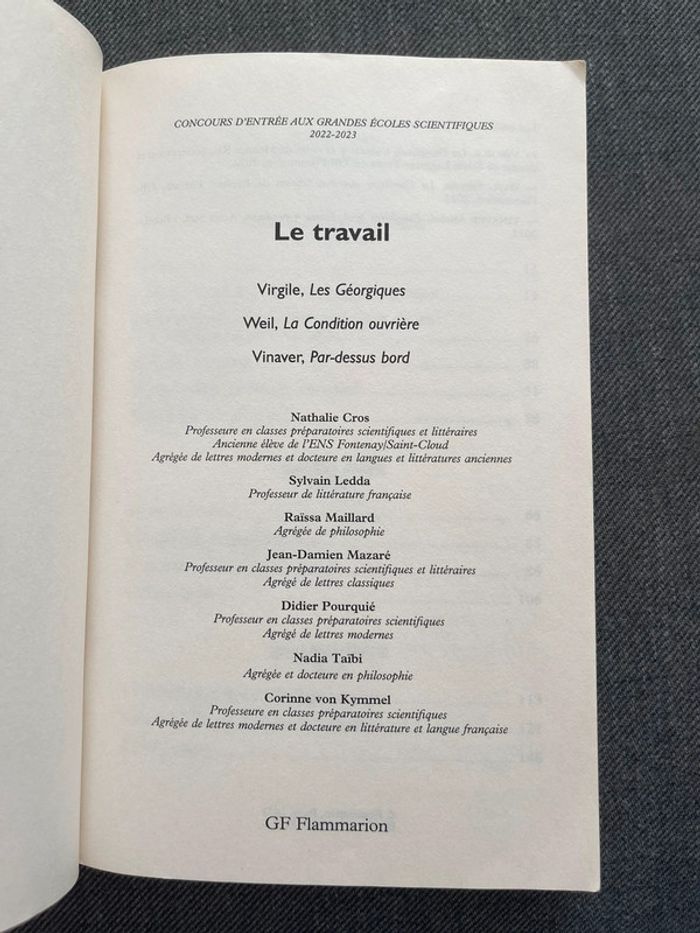 CONCOURS D'ENTRÉE AUX GRANDES ÉCOLES SCIENTIFIQUES
2022-2023
Le travail
Virgile, Les Géorgiques
Weil, La Condition ouvrière
Vinaver, Par-dessus bord
Nathalie Cros
Professeure en classes préparatoires scientifiques et littéraires
Ancienne élève de l'ENS Fontenay/Saint-Cloud
Agrégée de lettres modernes et docteur en langues et littératures anciennes
Sylvain Ledda
Professeur de littérature française
Raïssa Maillard
Agrégée de philosophie
Jean-Damien Mazaré
Professeur en classes préparatoires scientifiques et littéraires
Agrégé de lettres classiques
Didier Pourquié
Professeur en classes préparatoires scientifiques
Agrégé de lettres modernes
Nadia Taïbi
Agrégée et docteure en philosophie
Corinne von Kymmel
Professeure en classes préparatoires scientifiques
Agrégée de lettres modernes et docteure en littérature et langue française
GF Flammarion